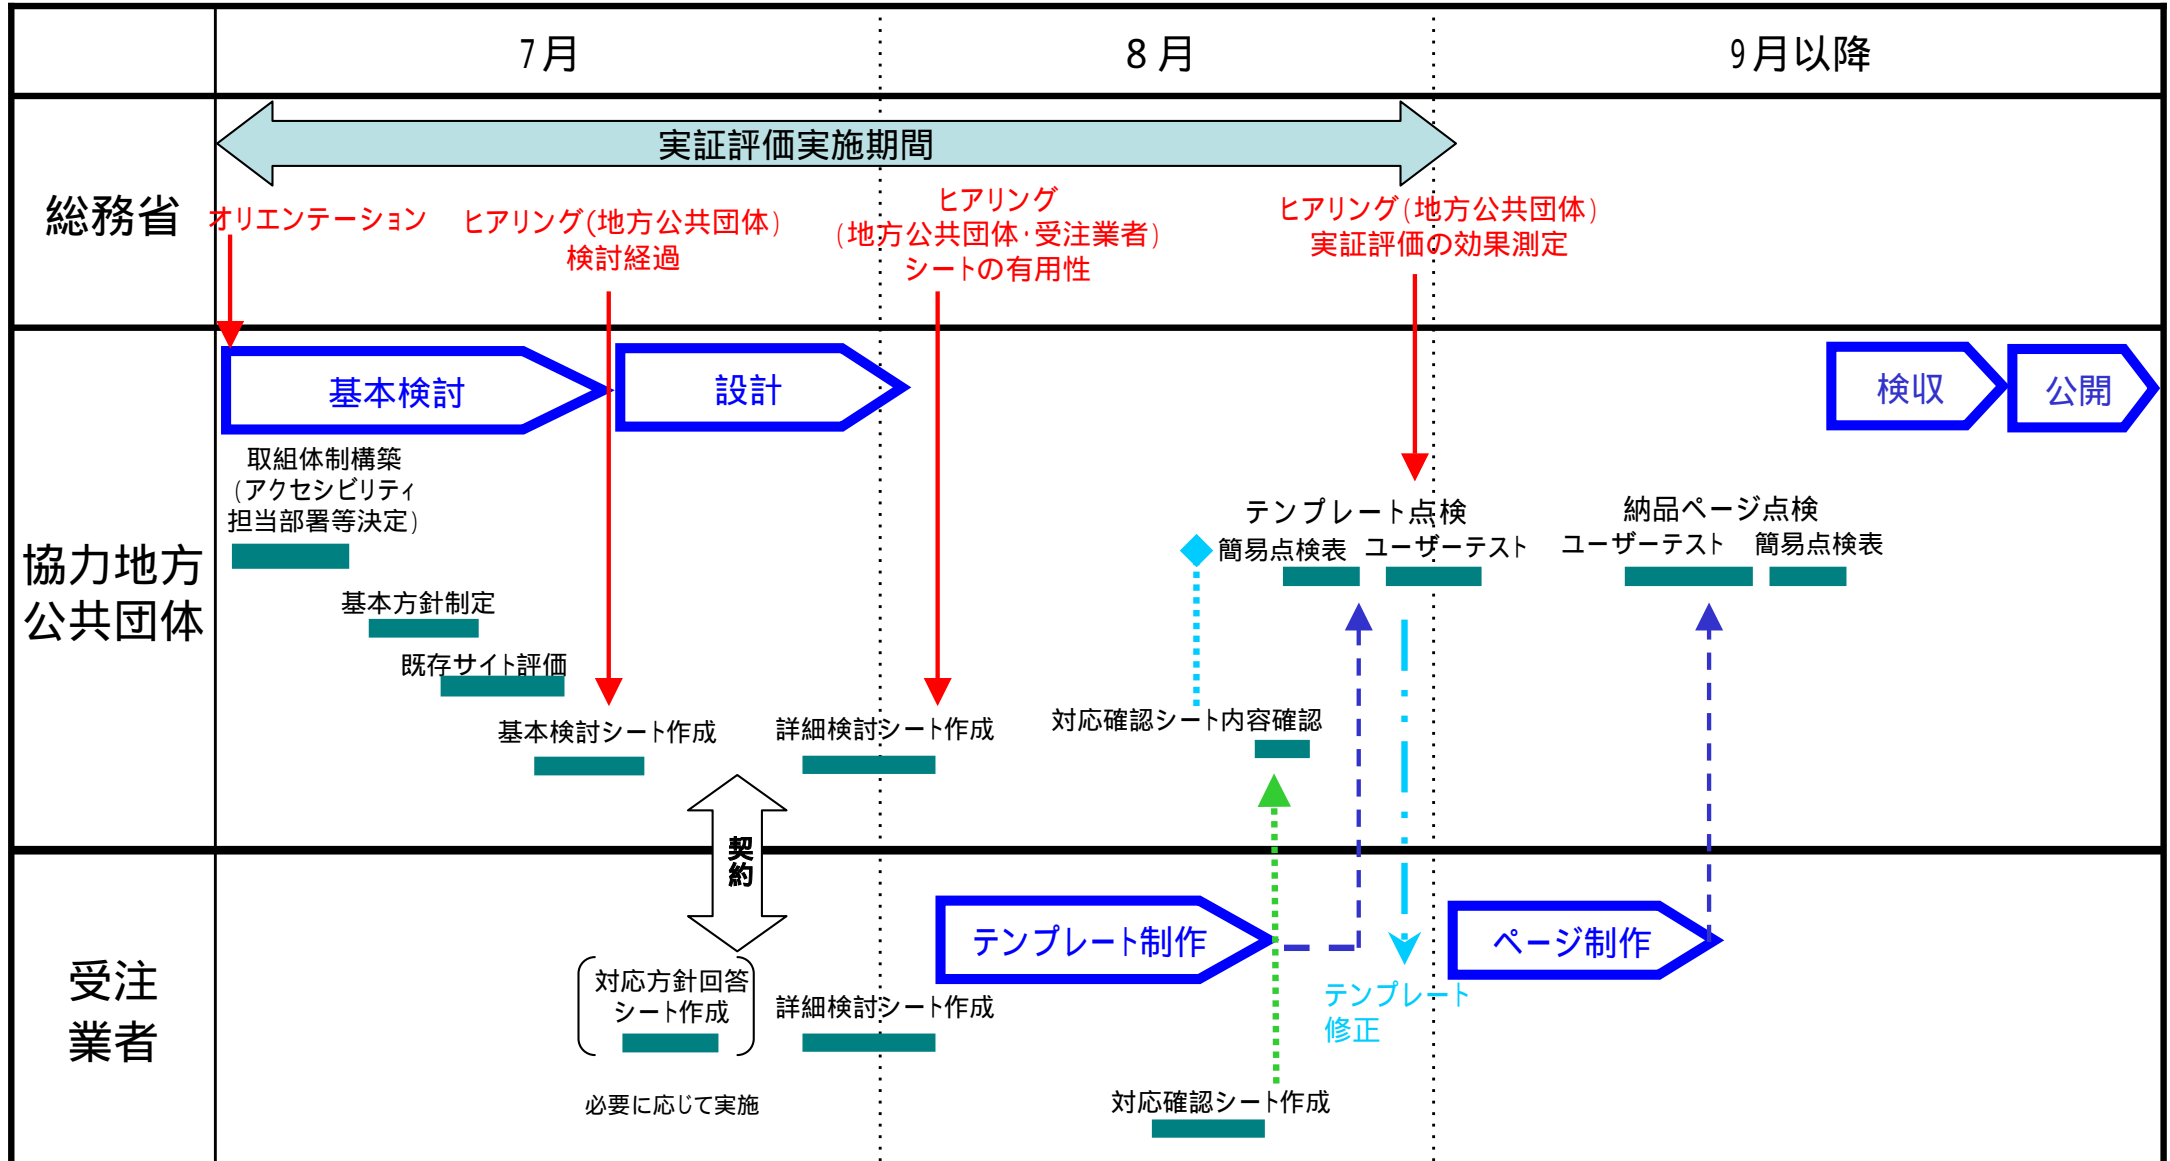 7月
8月
9月以降
実証評価実施期間
総務省
オリエンテーション
ヒアリング(地方公共団体)
検討経過
ヒアリング
(地方公共団体・受注業者)
シートの有用性
ヒアリング(地方公共団体)
実証評価の効果測定
協力地方
公共団体
基本検討
設計
検収
公開
取組体制構築
(アクセシビリティ
担当部署等決定)
基本方針制定
既存サイト評価
基本検討シート作成
詳細検討シート作成
テンプレート点検
簡易点検表
ユーザーテスト
納品ページ点検
ユーザーテスト
簡易点検表
対応確認シート内容確認
契約
受注
業者
テンプレート制作
ページ制作
対応方針回答
シート作成
詳細検討シート作成
テンプレート
修正
必要に応じて実施
対応確認シート作成